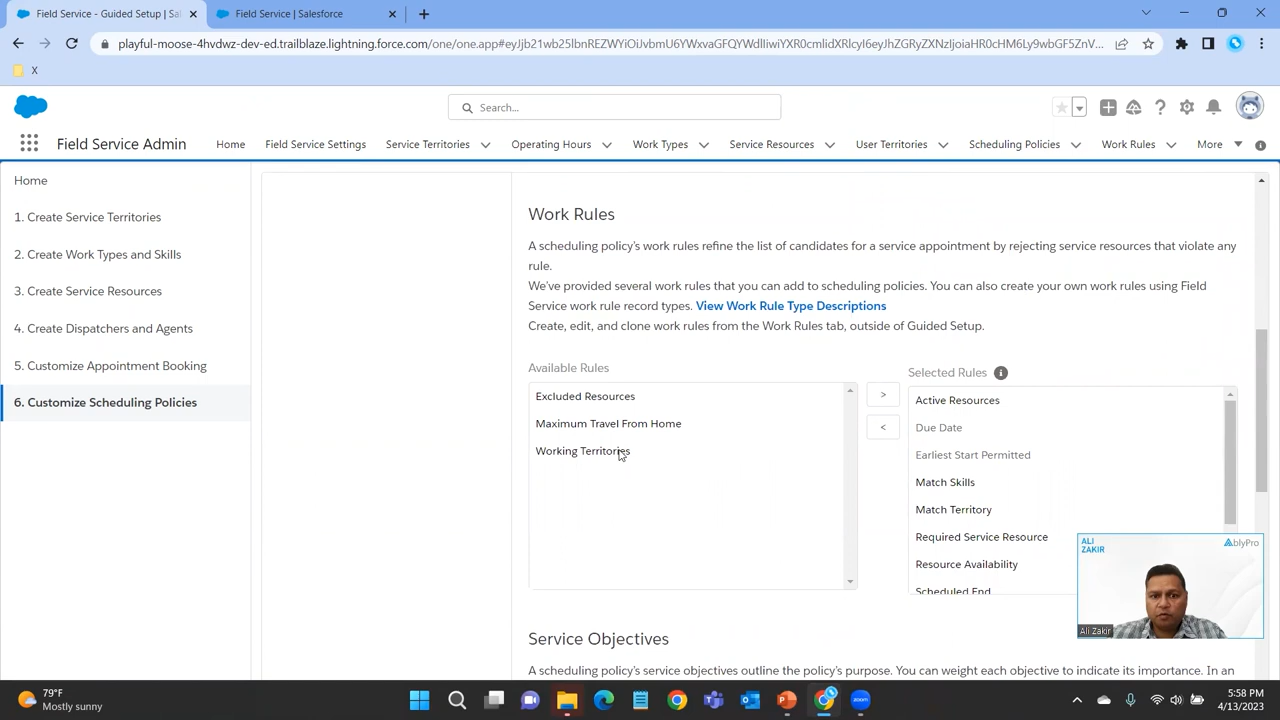 Field Service - Guided Setup | Sal
Field Service | Salesforce
playful-moose-4hvdwz-dev-ed.trailblaze.lightning.force.com
X
Search...
Field Service Admin
Home
Field Service Settings
Service Territories
Operating Hours
Work Types
Service Resources
User Territories
Scheduling Policies
Work Rules
More
Home
1. Create Service Territories
2. Create Work Types and Skills
3. Create Service Resources
4. Create Dispatchers and Agents
5. Customize Appointment Booking
6. Customize Scheduling Policies
Work Rules
A scheduling policy's work rules refine the list of candidates for a service appointment by rejecting service resources that violate any
rule.
We've provided several work rules that you can add to scheduling policies. You can also create your own work rules using Field
Service work rule record types. View Work Rule Type Descriptions
Create, edit, and clone work rules from the Work Rules tab, outside of Guided Setup.
Available Rules
Excluded Resources
Maximum Travel From Home
Working Territories
>
<
Selected Rules
Active Resources
Due Date
Earliest Start Permitted
Match Skills
Match Territory
Required Service Resource
Resource Availability
Scheduled End
Service Objectives
A scheduling policy's service objectives outline the policy's purpose. You can weight each objective to indicate its importance. In an
ALI
ZAKIR
AblyPro
Ali Zakir
79°F
Mostly sunny
5:58 PM
4/13/2023